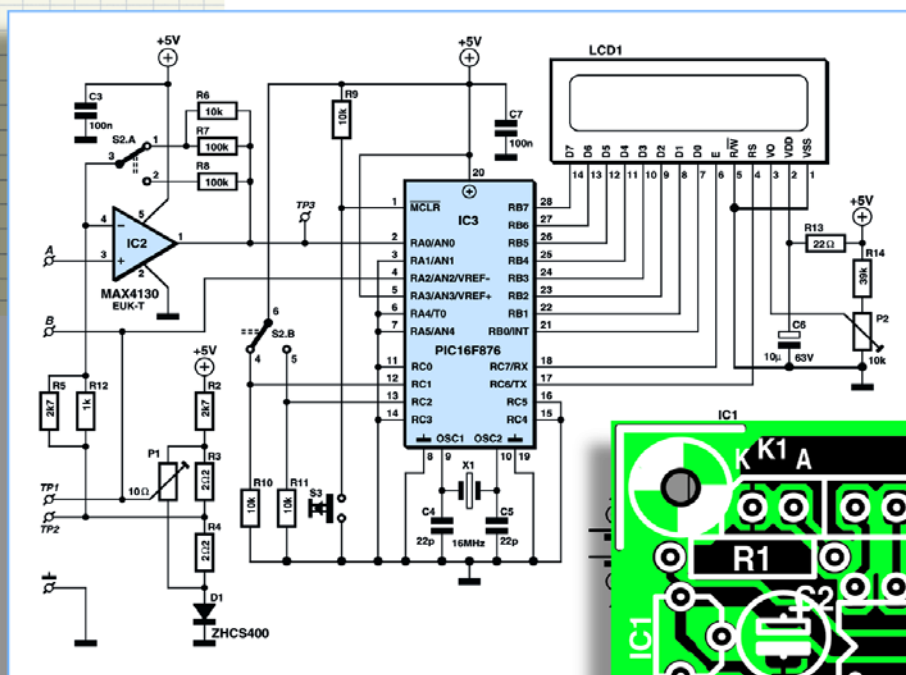 +5V
+5V
LCD1
C3
100n
R6
10k
R7
100k
R8
100k
S2.A
1
3
2
R9
10k
C7
100n
D7 D6 D5 D4 D3 D2 D1 D0 E R/W RS VO VDD VSS
14 13 12 11 10 9 8 7 6 5 4 3 2 1
+5V
R13
22Ω
R14
39k
P2
10k
C6
10µ
63V
TP3
A
B
4
3
5
1
2
IC2
MAX4130
EUK-T
20
IC3
PIC16F876
1 MCLR
2 RA0/AN0
3 RA1/AN1
4 RA2/AN2/VREF-
5 RA3/AN3/VREF+
6 RA4/T0
7 RA5/AN4
11 RC0
12 RC1
13 RC2
14 RC3
RB7 28
RB6 27
RB5 26
RB4 25
RB3 24
RB2 23
RB1 22
RB0/INT 21
RC7/RX 18
RC6/TX 17
RC5 16
RC4 15
OSC1 OSC2
8 9 10 19
6
S2.B
4 5
+5V
R5
2k7
R12
1k
R2
2k7
P1
10Ω
R3
2Ω2
R4
2Ω2
TP1
TP2
D1
ZHCS400
R10
10k
R11
10k
S3
X1
16MHz
C4
22p
C5
22p
IC1
K K1 A
R1
S2
IC1